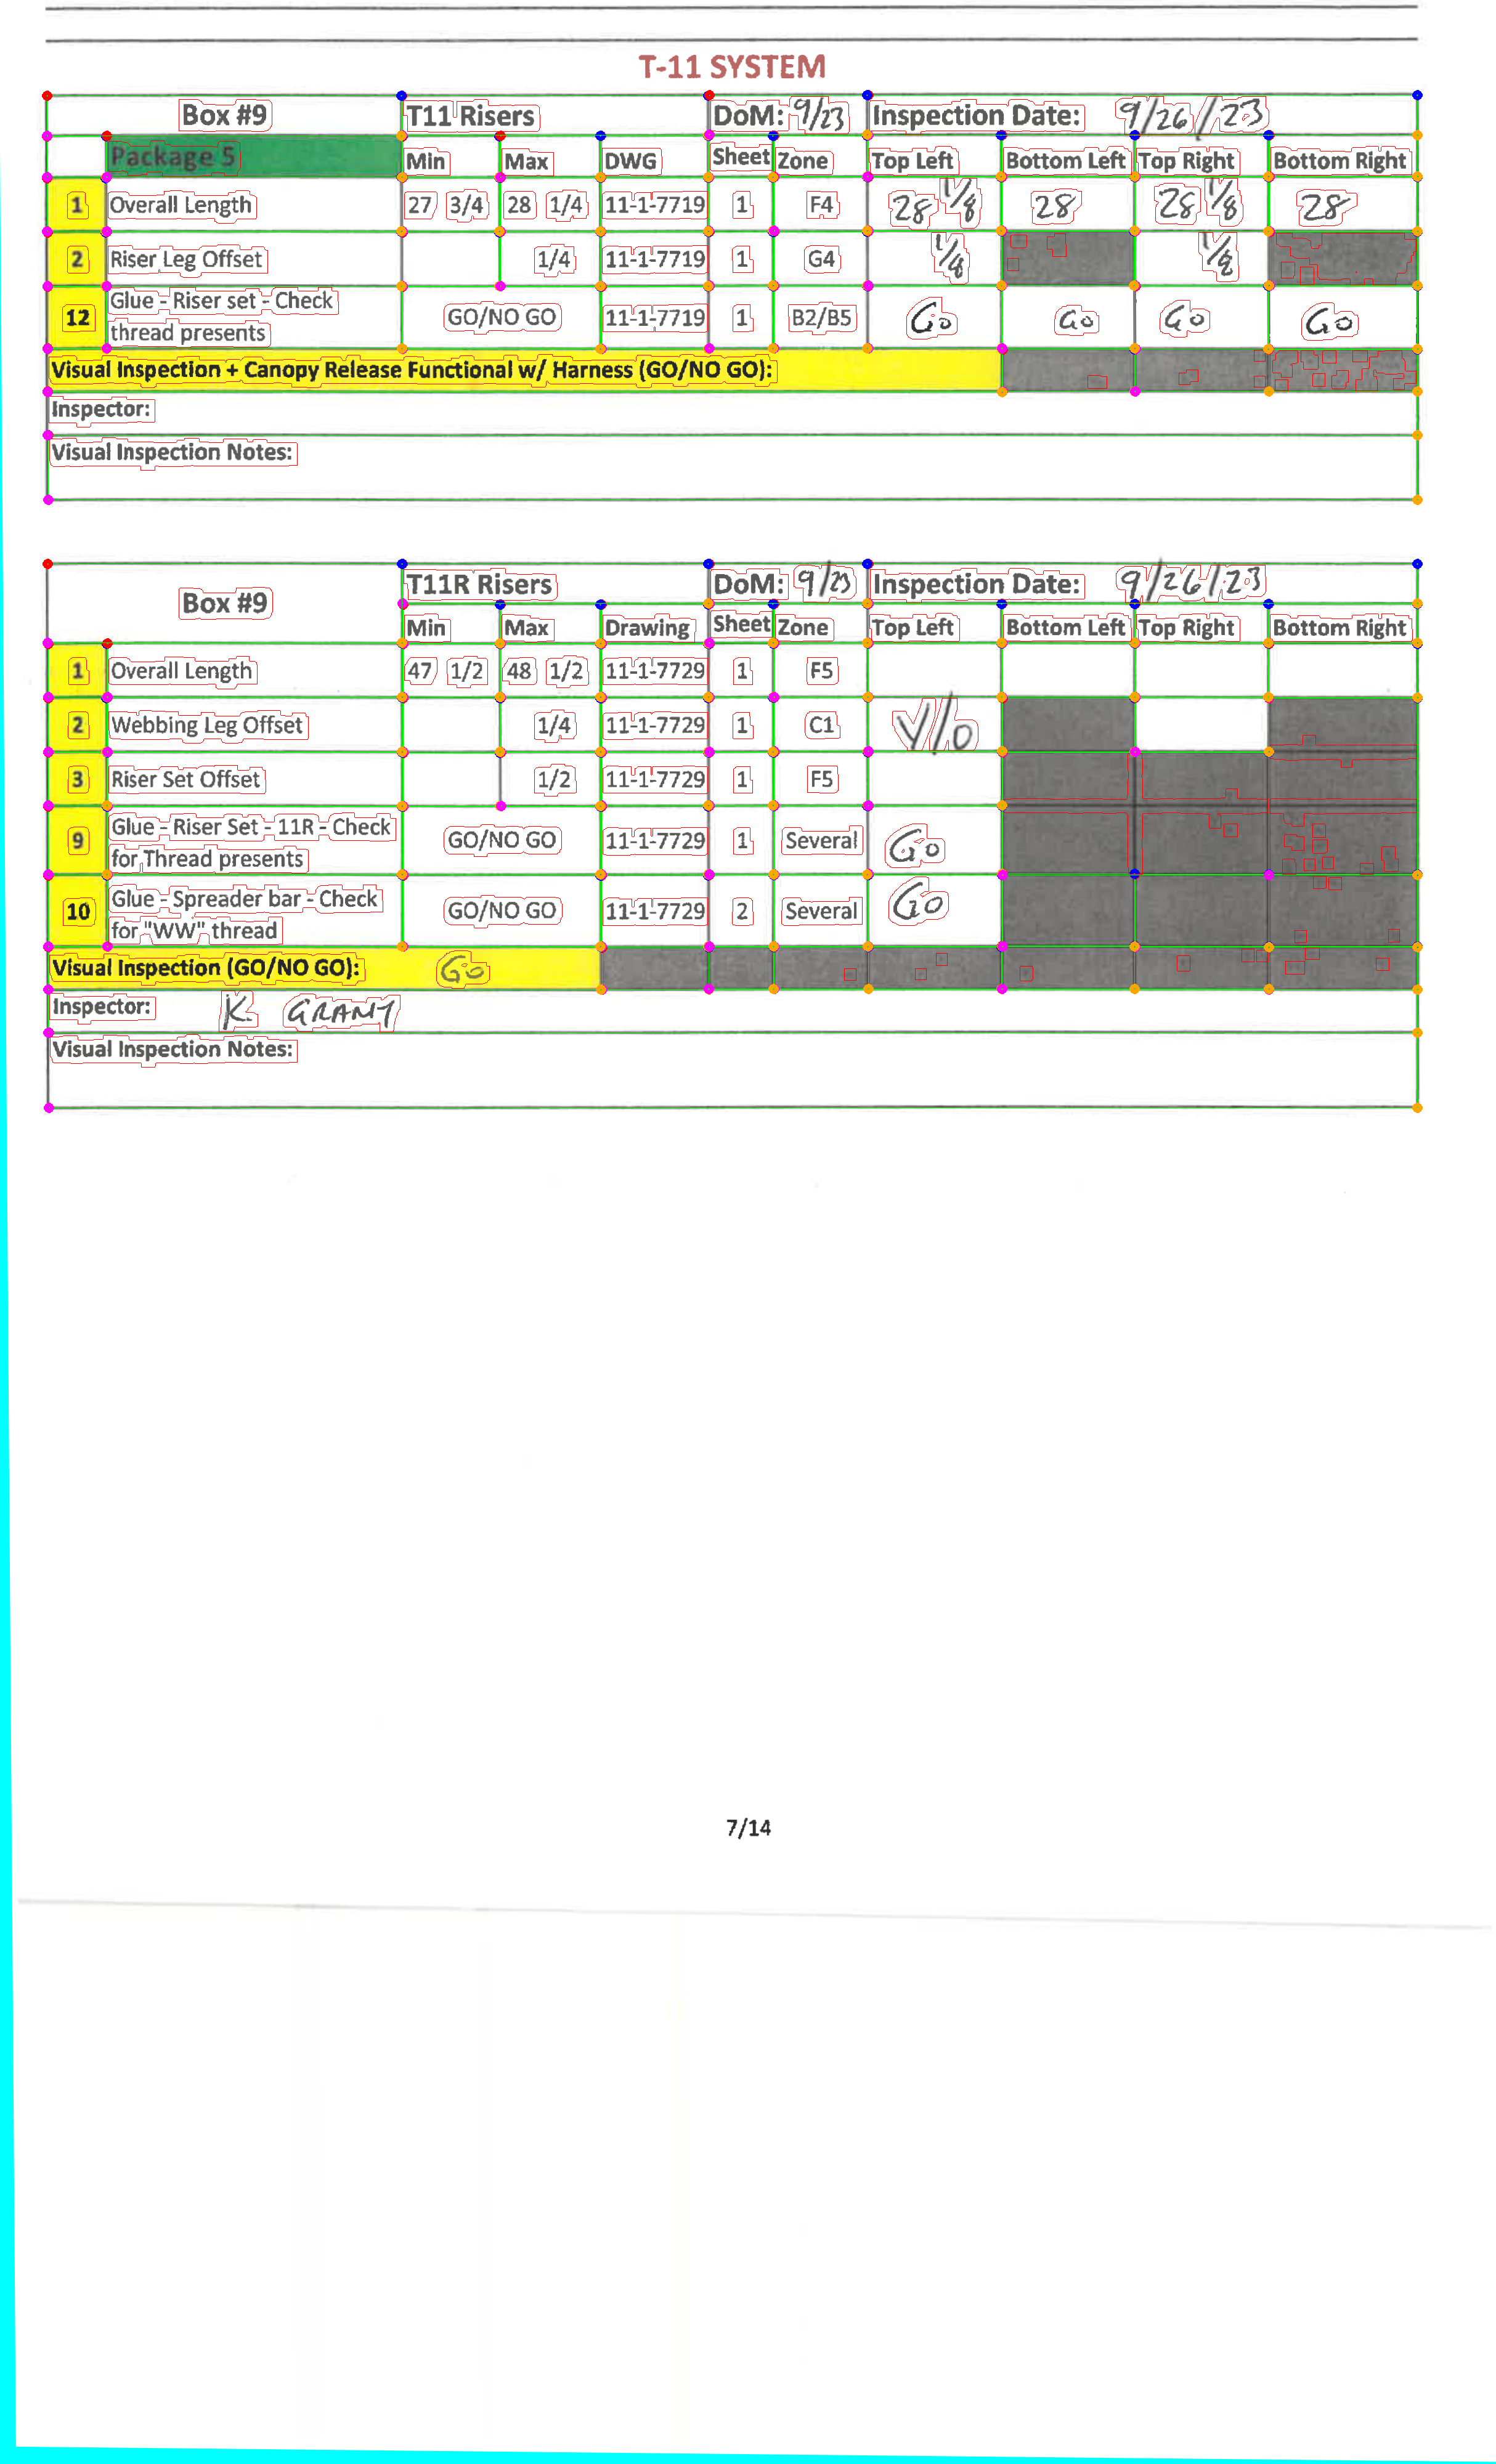 T-11 SYSTEM
Box #9 T11 Risers DoM: 9/23 Inspection Date: 9/26/23
Package 5 Min Max DWG Sheet Zone Top Left Bottom Left Top Right Bottom Right
1 Overall Length 27 3/4 28 1/4 11-1-7719 1 F4 28 1/8 28 28 1/8 28
2 Riser Leg Offset 1/4 11-1-7719 1 G4 1/8 1/8
12 Glue - Riser set - Check thread presents GO/NO GO 11-1-7719 1 B2/B5 Go Go Go Go
Visual Inspection + Canopy Release Functional w/ Harness (GO/NO GO):
Inspector:
Visual Inspection Notes:
Box #9 T11R Risers DoM: 9/23 Inspection Date: 9/26/23
Min Max Drawing Sheet Zone Top Left Bottom Left Top Right Bottom Right
1 Overall Length 47 1/2 48 1/2 11-1-7729 1 F5
2 Webbing Leg Offset 1/4 11-1-7729 1 C1 V/O
3 Riser Set Offset 1/2 11-1-7729 1 F5
9 Glue - Riser Set - 11R - Check for Thread presents GO/NO GO 11-1-7729 1 Several Go
10 Glue - Spreader bar - Check for "WW" thread GO/NO GO 11-1-7729 2 Several Go
Visual Inspection (GO/NO GO): Go
Inspector: K GRANT
Visual Inspection Notes:
7/14